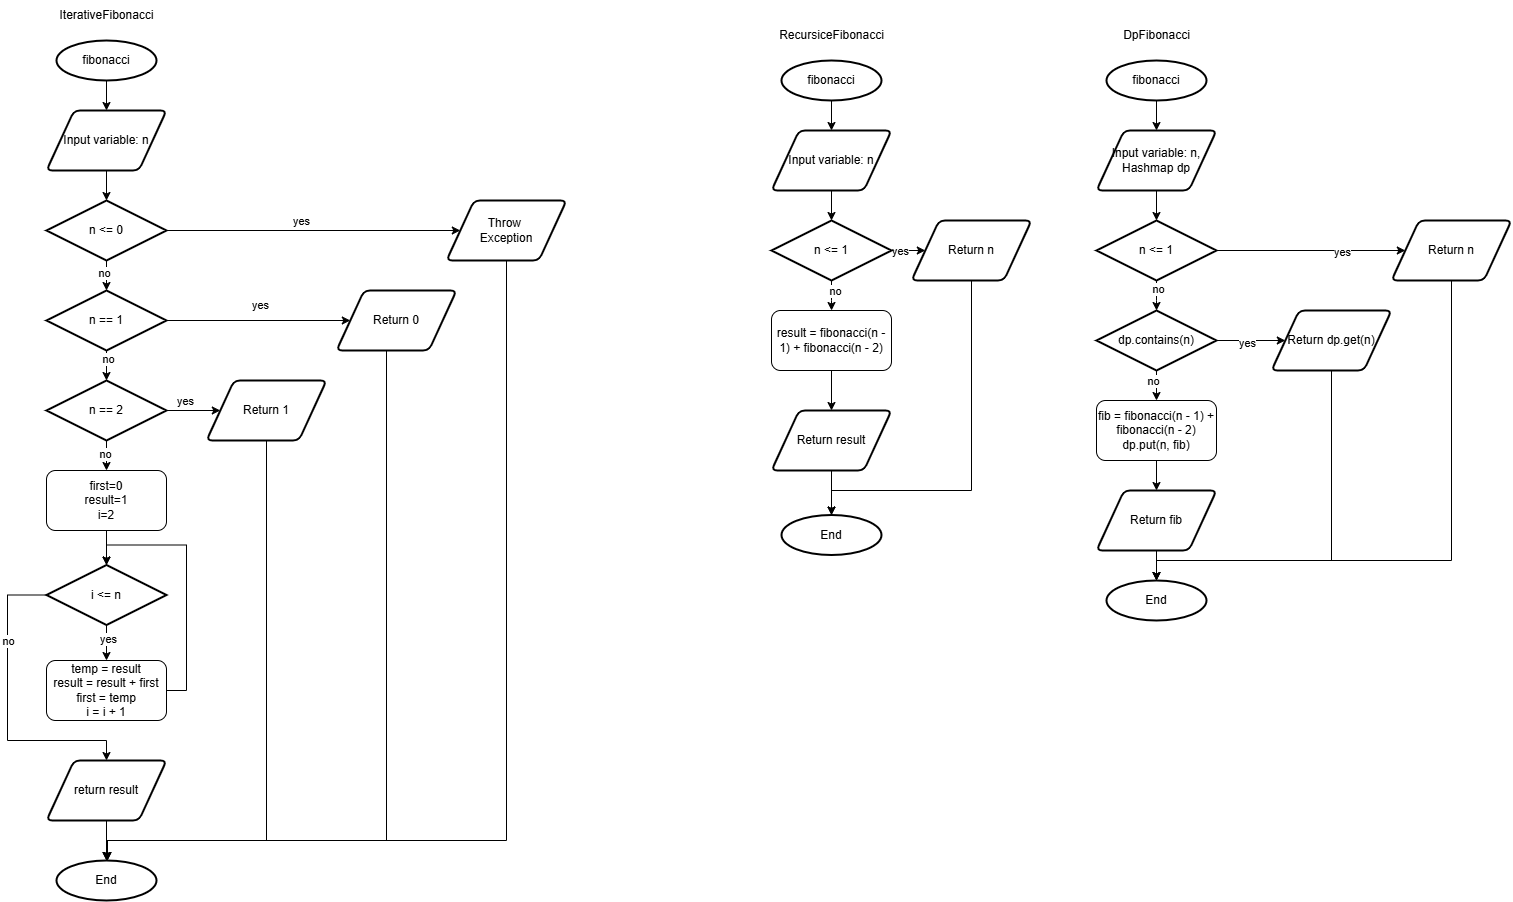 IterativeFibonacci
fibonacci
Input variable: n
n <= 0
yes
Throw
Exception
no
n == 1
yes
Return 0
no
n == 2
yes
Return 1
no
first=0
result=1
i=2
i <= n
no
yes
temp = result
result = result + first
first = temp
i = i + 1
return result
End
RecursiceFibonacci
fibonacci
Input variable: n
n <= 1
yes
Return n
no
result = fibonacci(n -
1) + fibonacci(n - 2)
Return result
End
DpFibonacci
fibonacci
Input variable: n,
Hashmap dp
n <= 1
yes
Return n
no
dp.contains(n)
yes
Return dp.get(n)
no
fib = fibonacci(n - 1) +
fibonacci(n - 2)
dp.put(n, fib)
Return fib
End